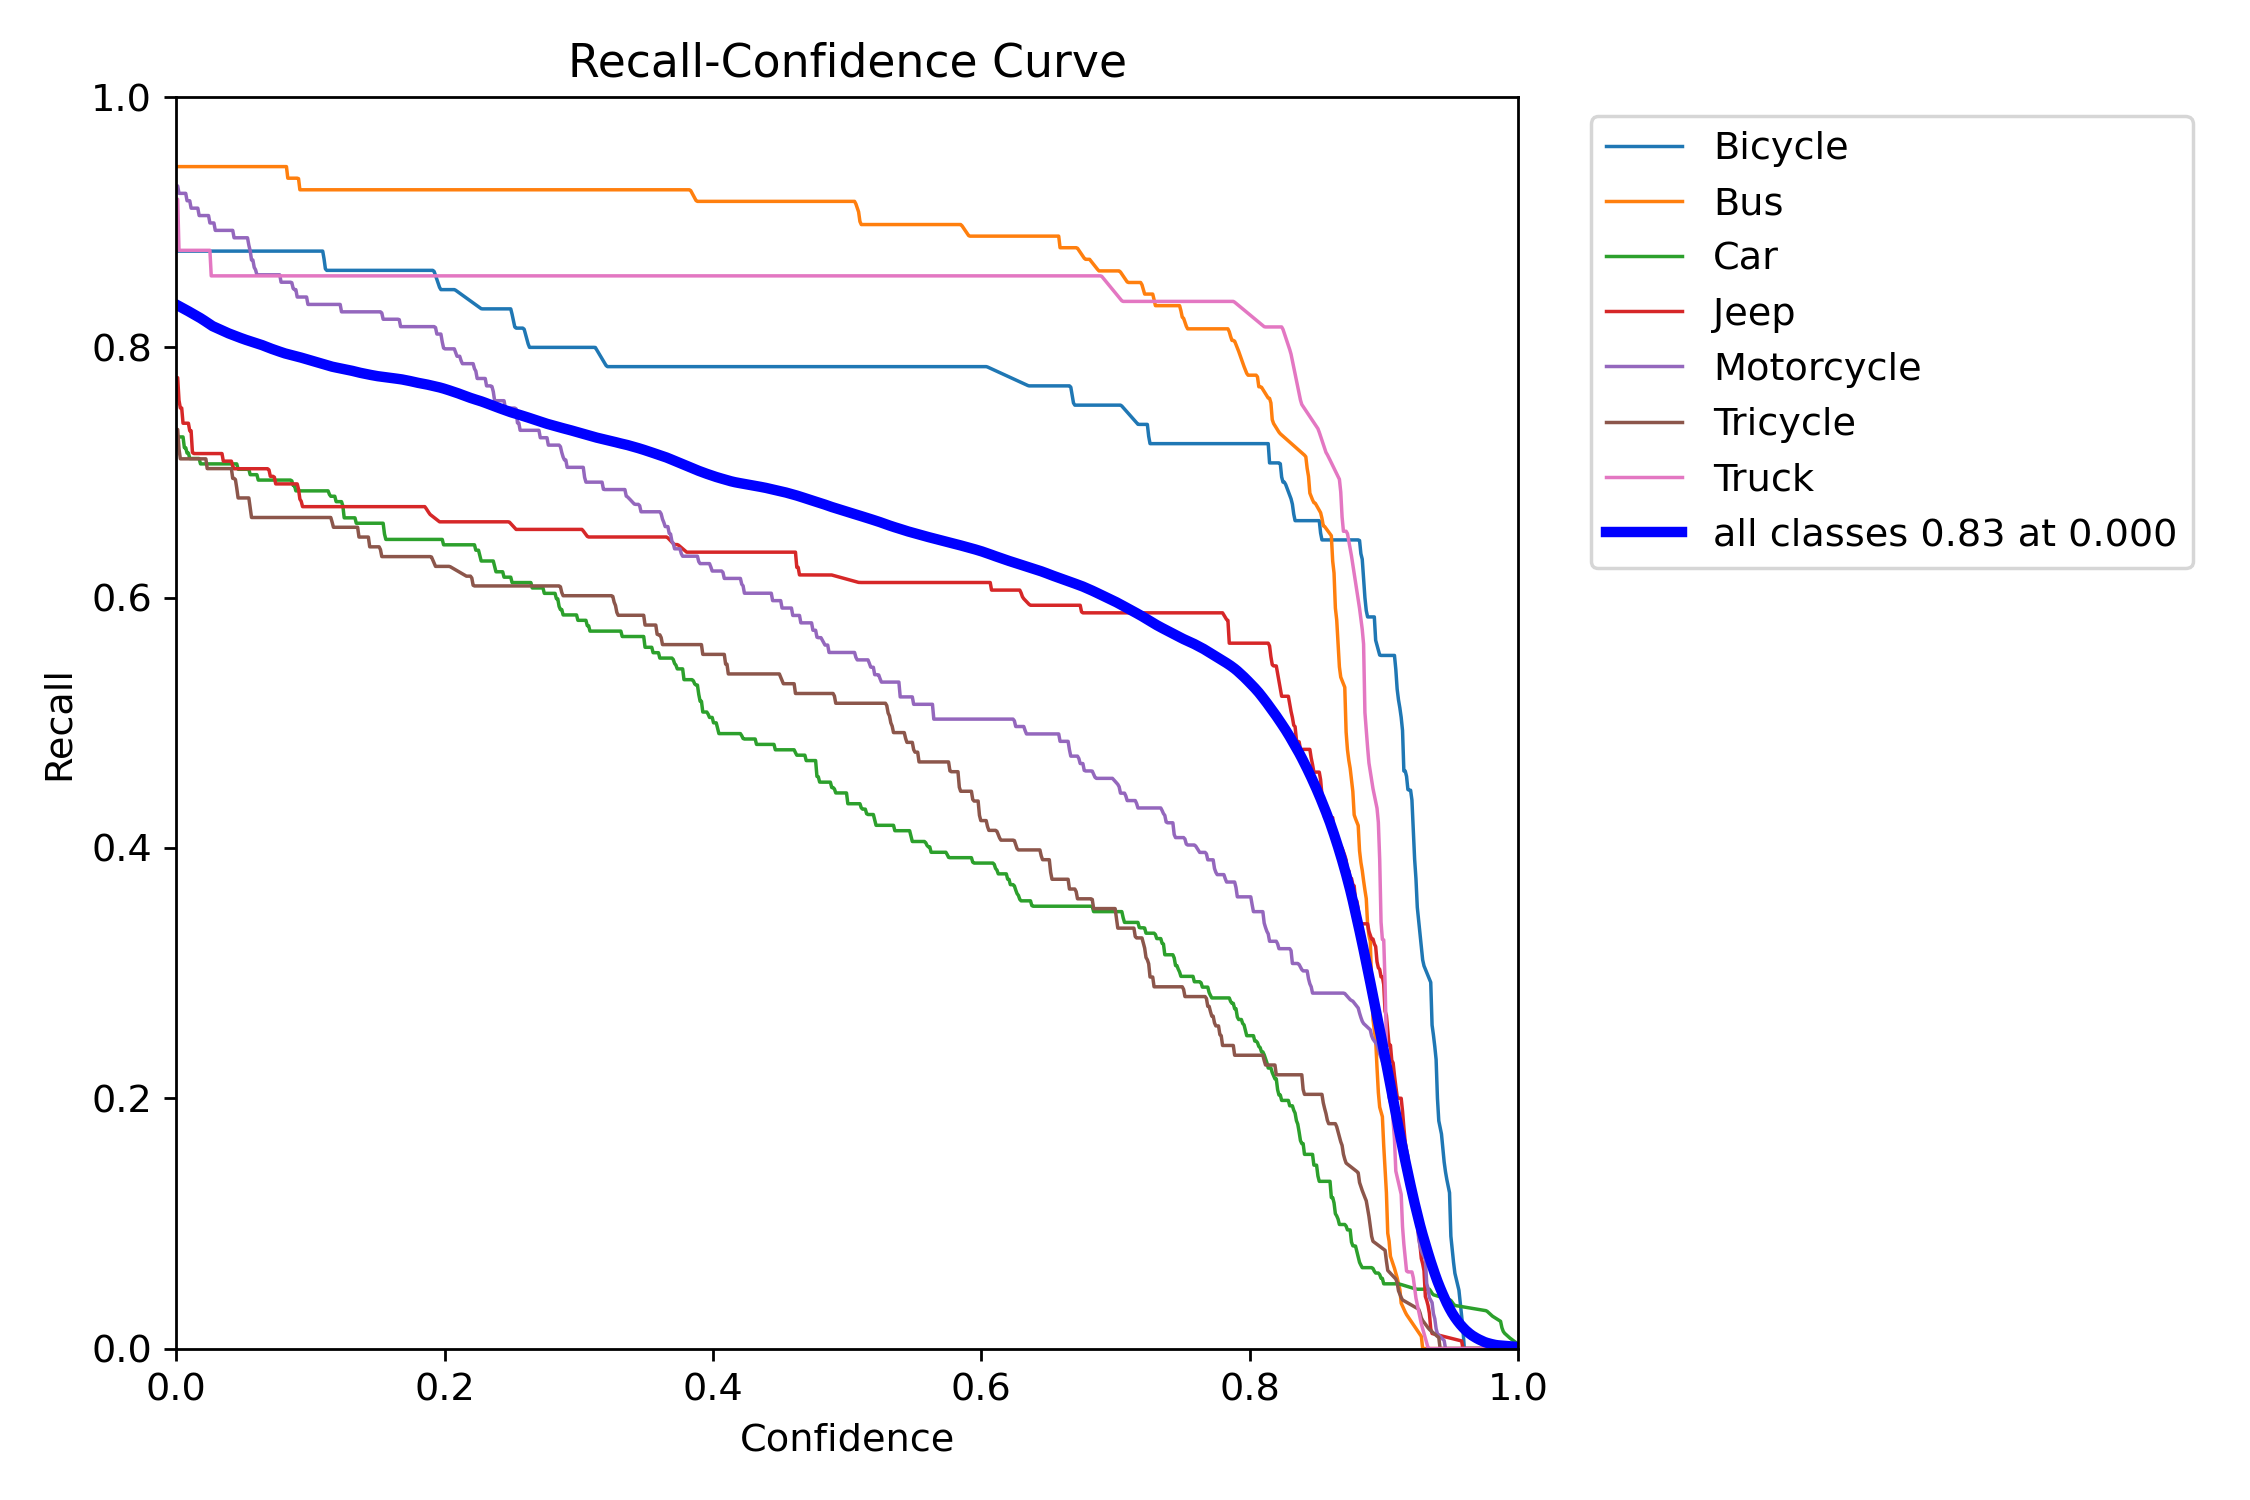 Recall-Confidence Curve
1.0
0.8
0.6
0.4
0.2
0.0
Recall
0.0 0.2 0.4 0.6 0.8 1.0
Confidence
Bicycle
Bus
Car
Jeep
Motorcycle
Tricycle
Truck
all classes 0.83 at 0.000